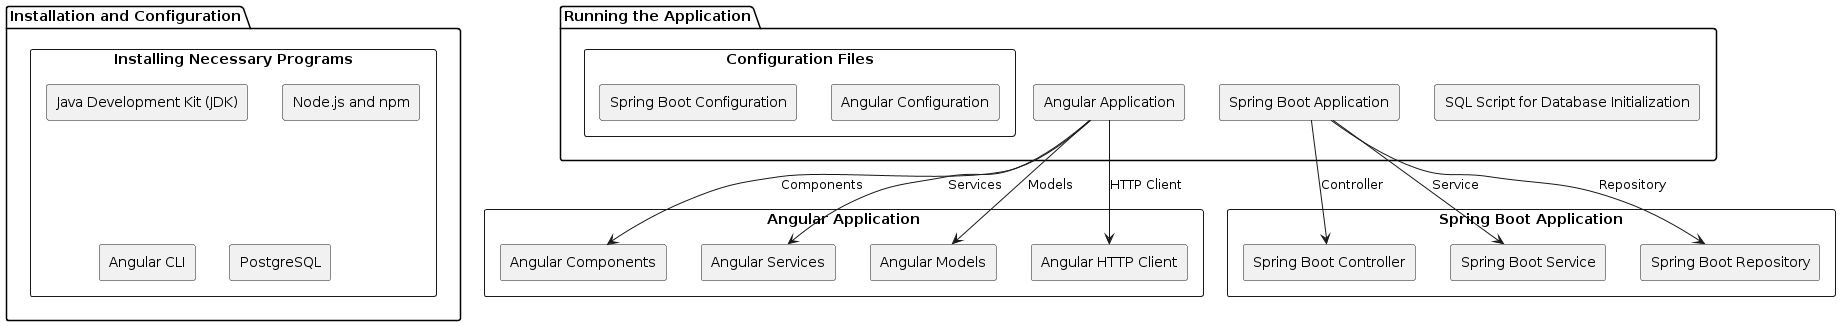 Installation and Configuration
Installing Necessary Programs
Java Development Kit (JDK)
Node.js and npm
Angular CLI
PostgreSQL
Running the Application
Configuration Files
Spring Boot Configuration
Angular Configuration
Angular Application
Spring Boot Application
SQL Script for Database Initialization
Components
Services
Models
HTTP Client
Controller
Service
Repository
Angular Application
Angular Components
Angular Services
Angular Models
Angular HTTP Client
Spring Boot Application
Spring Boot Controller
Spring Boot Service
Spring Boot Repository